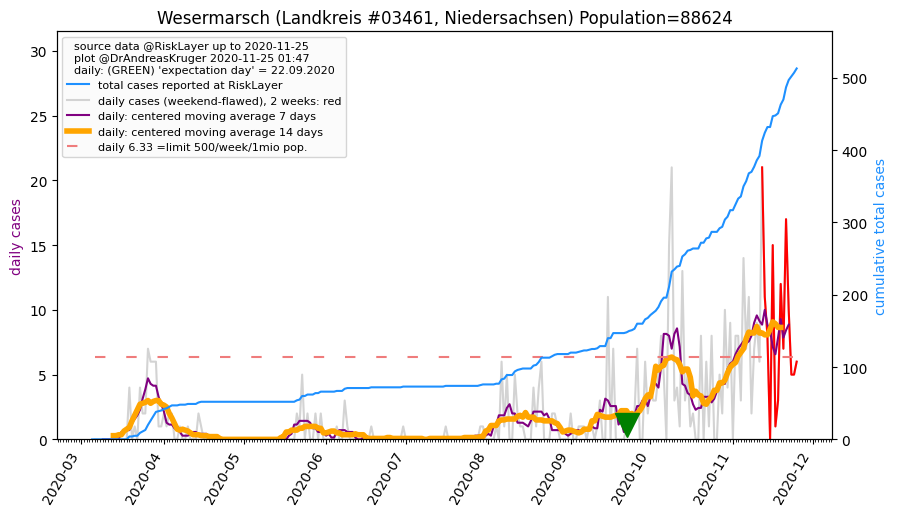 Wesermarsch (Landkreis #03461, Niedersachsen) Population=88624
source data @RiskLayer up to 2020-11-25
plot @DrAndreasKruger 2020-11-25 01:47
daily: (GREEN) 'expectation day' = 22.09.2020
total cases reported at RiskLayer
daily cases (weekend-flawed), 2 weeks: red
daily: centered moving average 7 days
daily: centered moving average 14 days
daily 6.33 =limit 500/week/1mio pop.
daily cases
30
25
20
15
10
5
0
cumulative total cases
500
400
300
200
100
0
2020-03
2020-04
2020-05
2020-06
2020-07
2020-08
2020-09
2020-10
2020-11
2020-12